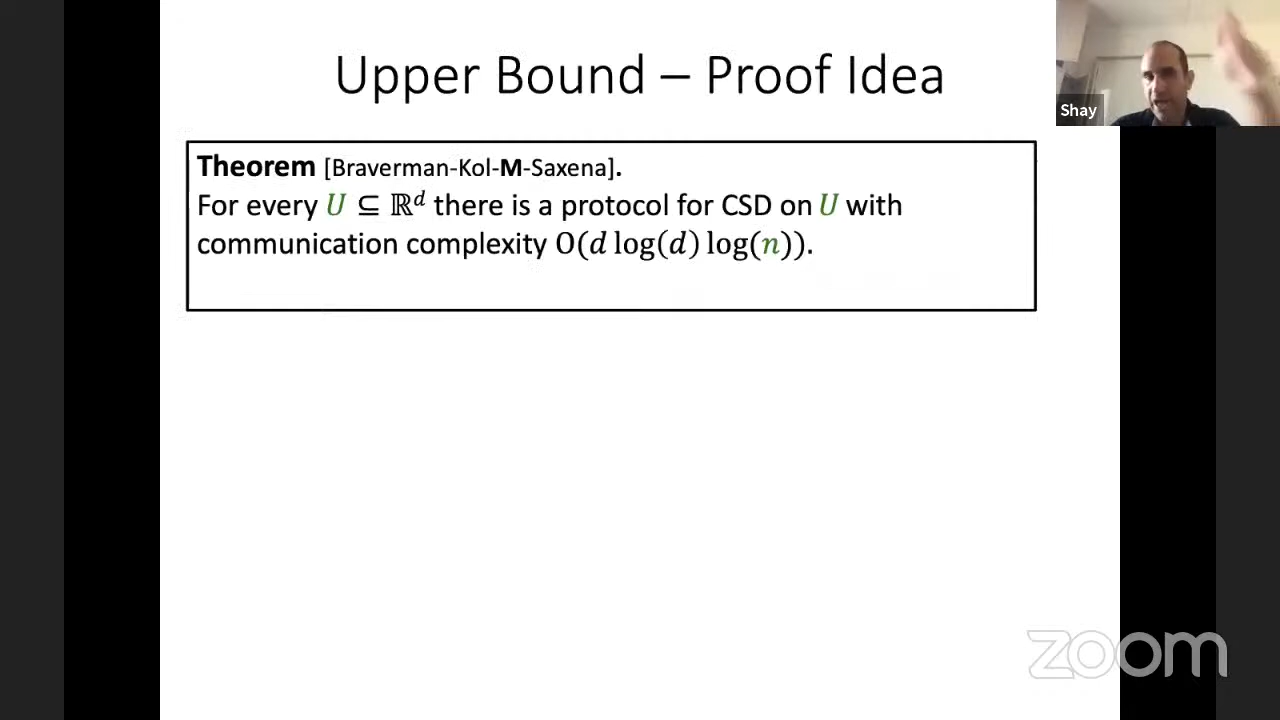 Upper Bound – Proof Idea
Shay
Theorem [Braverman-Kol-M-Saxena].
For every U ⊆ ℝᵈ there is a protocol for CSD on U with
communication complexity O(d log(d) log(n)).
zoom